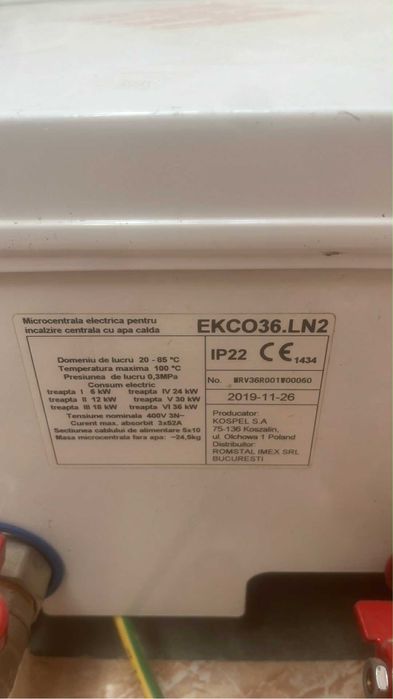 Microcentrala electrica pentru
incalzire centrala cu apa calda
EKCO36.LN2
Domeniu de lucru 20 - 85 °C
Temperatura maxima 100 °C
Presiunea de lucru 0,3MPa
Consum electric
treapta I 6 kW treapta IV 24 kW
treapta II 12 kW treapta V 30 kW
treapta III 18 kW treapta VI 36 kW
Tensiune nominala 400V 3N~
Curent max. absorbit 3x52A
Sectiunea cablului de alimentare 5x10
Masa microcentrala fara apa: ~24,5kg
IP22 CE 1434
No. WRV36R001W00060
2019-11-26
Producator:
KOSPEL S.A
75-136 Koszalin,
ul. Olchowa 1 Poland
Distribuitor:
ROMSTAL IMEX SRL
BUCURESTI